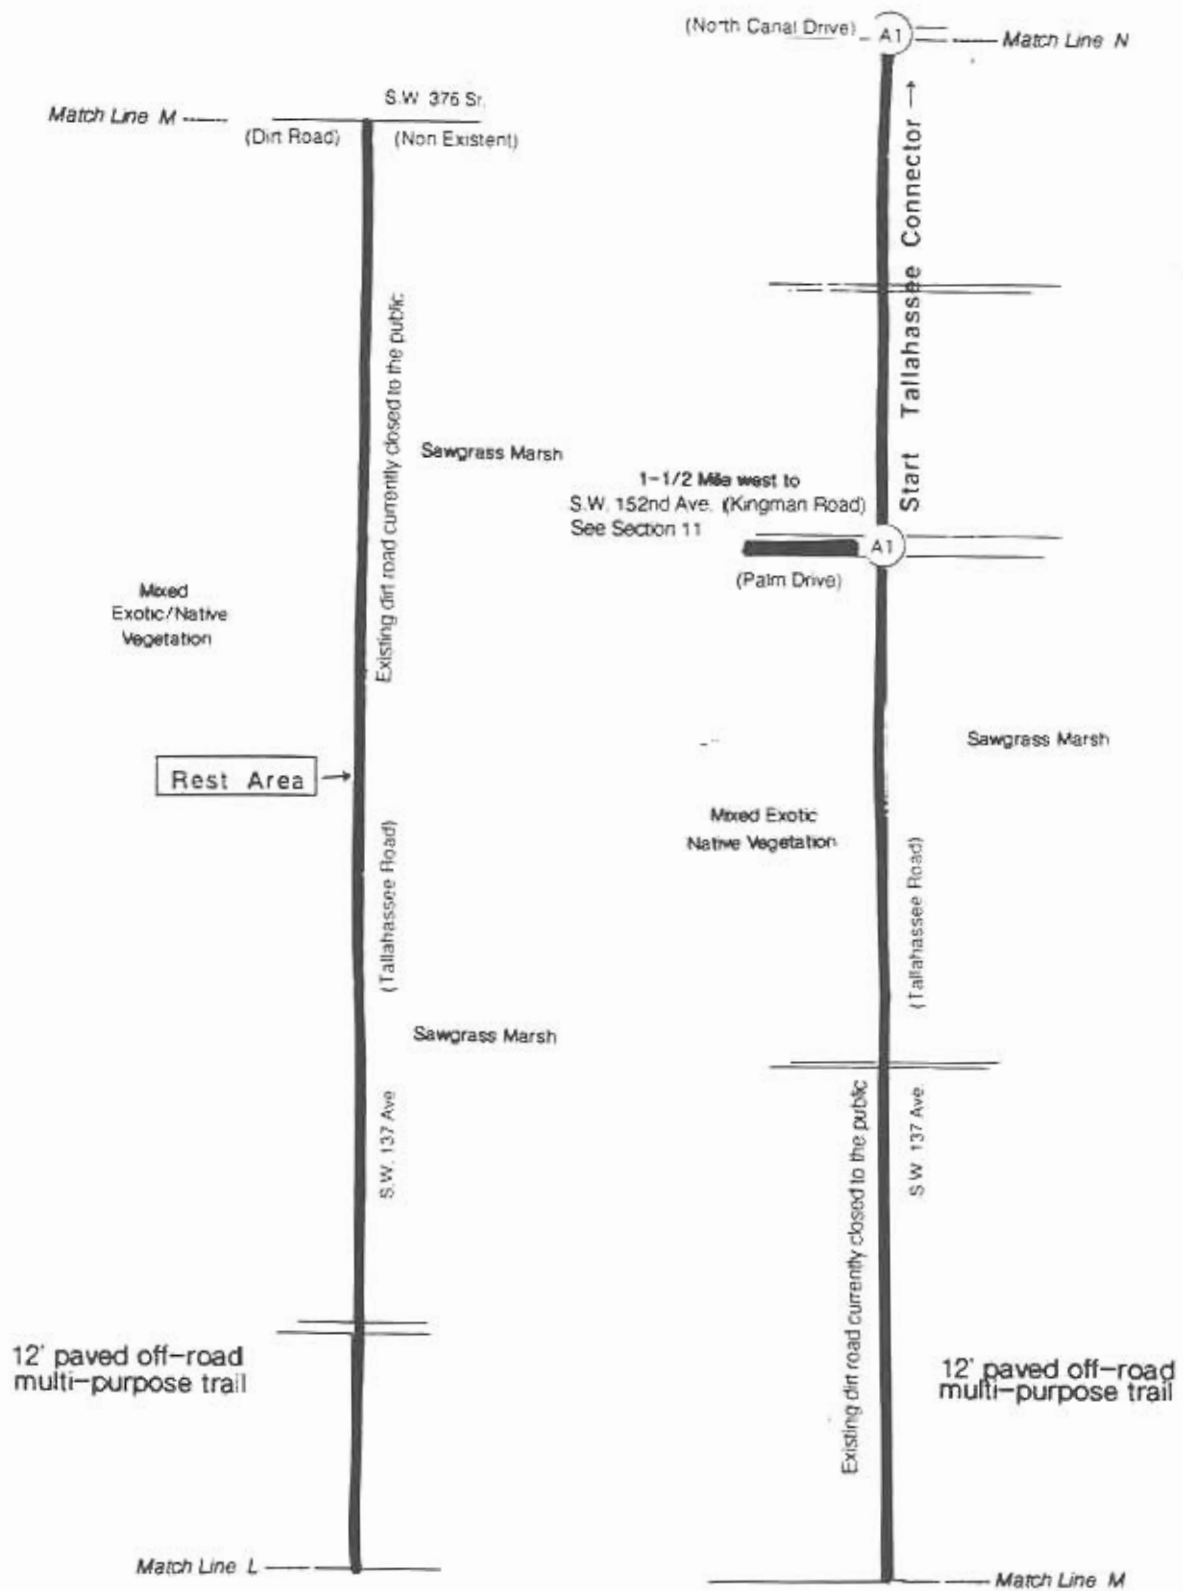 Match Line M
S.W. 376 St.
(Dirt Road)
(Non Existent)
Existing dirt road currently closed to the public
Sawgrass Marsh
Mixed
Exotic/Native
Vegetation
Rest Area
(Tallahassee Road)
Sawgrass Marsh
S.W. 137 Ave
12' paved off-road
multi-purpose trail
Match Line L
(North Canal Drive)
A1
Match Line N
Start Tallahassee Connector
1-1/2 Mile west to
S.W. 152nd Ave. (Kingman Road)
See Section 11
A1
(Palm Drive)
Sawgrass Marsh
Mixed Exotic
Native Vegetation
(Tallahassee Road)
Existing dirt road currently closed to the public
S.W. 137 Ave.
12' paved off-road
multi-purpose trail
Match Line M